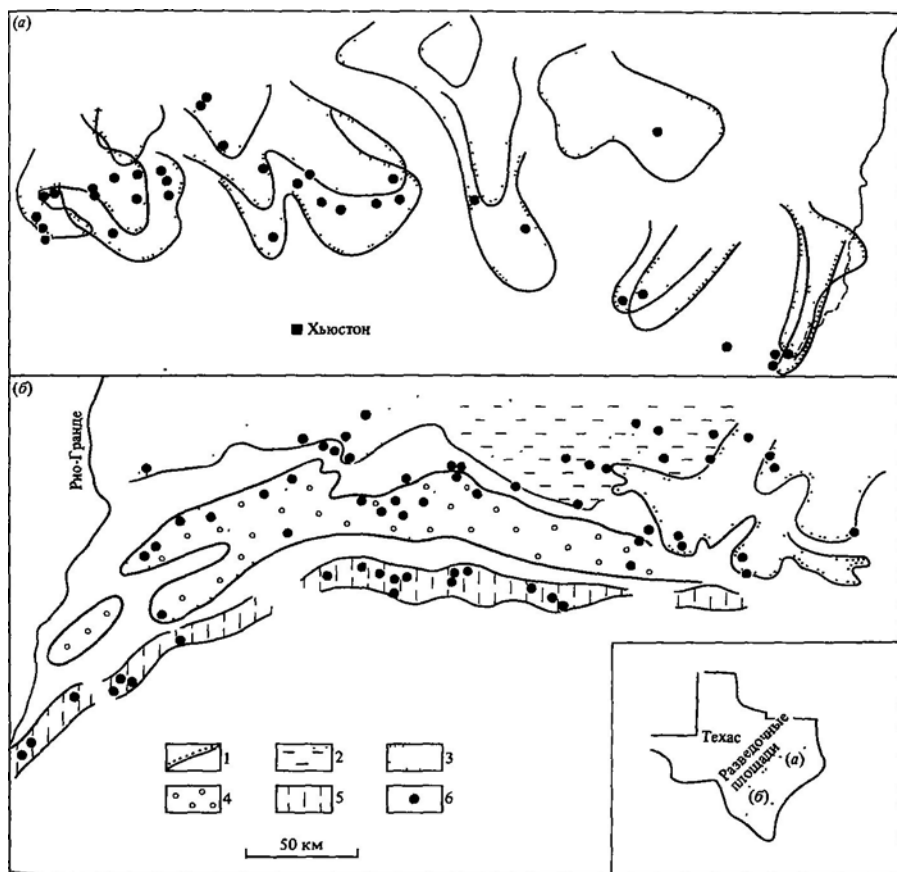 (а)
Хьюстон
(б)
Рио-Гранде
1
2
3
4
5
6
50 км
Техас
Разведочные
площади
(а)
(б)